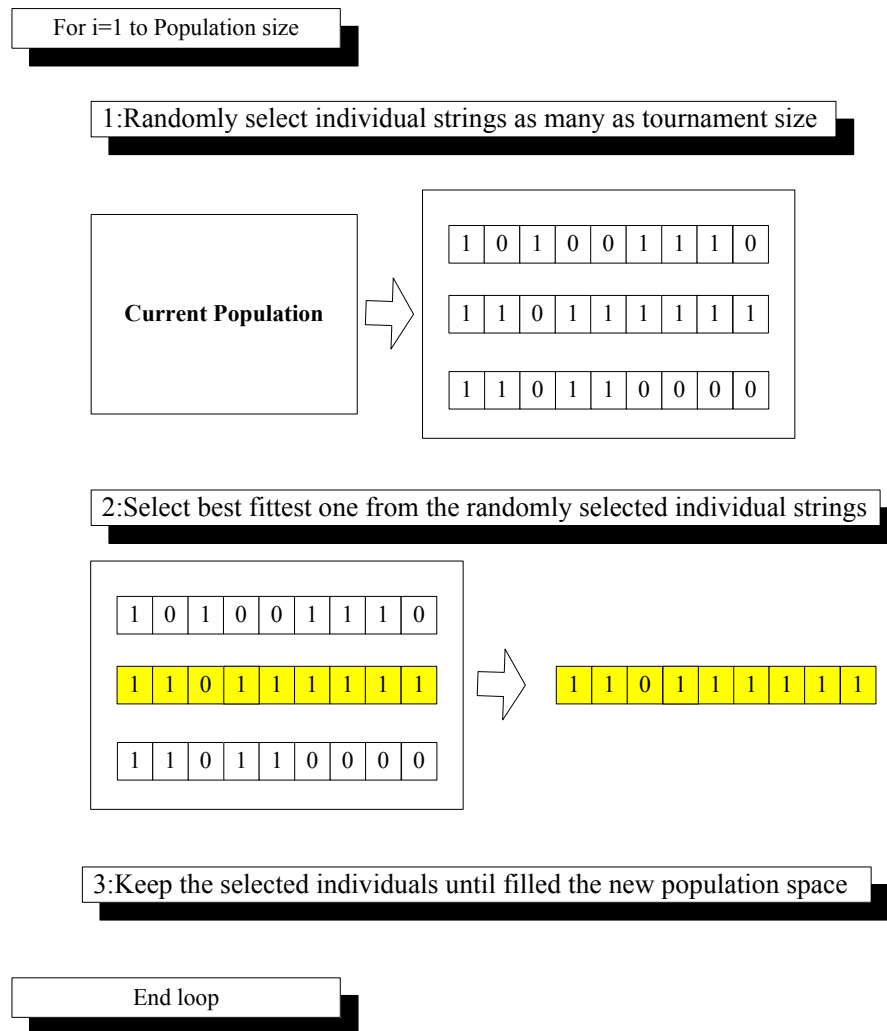 For i=1 to Population size
1:Randomly select individual strings as many as tournament size
Current Population
1 0 1 0 0 1 1 1 0
1 1 0 1 1 1 1 1 1
1 1 0 1 1 0 0 0 0
2:Select best fittest one from the randomly selected individual strings
1 0 1 0 0 1 1 1 0
1 1 0 1 1 1 1 1 1
1 1 0 1 1 1 1 1 1
1 1 0 1 1 0 0 0 0
3:Keep the selected individuals until filled the new population space
End loop